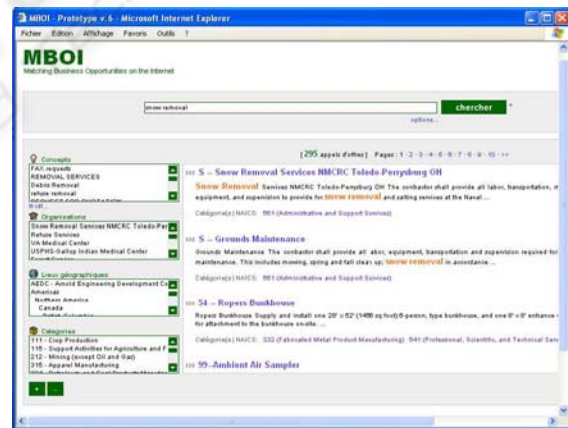 MBOI - Prototype v.6 - Microsoft Internet Explorer
Fichier Edition Affichage Favoris Outils ?
MBOI
Matching Business Opportunities on the Internet
snow removal
chercher
options...
[295 appels d'offres] Pages: 1 - 2 - 3 - 4 - 5 - 6 - 7 - 8 - 9 - 10 - >>
Concepts
FAX requests
REMOVAL SERVICES
Debris Removal
refuse removal
Organisations
Snow Removal Services NMCRC Toledo-Per
Refuse Services
VA Medical Center
USPHS-Gallup Indian Medical Center
Lieux géographiques
AEDC - Arnold Engineering Development Ce
Americas
Northern America
Canada
Catégories
111 - Crop Production
115 - Support Activities for Agriculture and F
212 - Mining (except Oil and Gas)
315 - Apparel Manufacturing
+ -
>>> S -- Snow Removal Services NMCRC Toledo-Perrysburg OH
Snow Removal Services NMCRC Toledo-Perrysburg OH The contractor shall provide all labor, transportation, m
equipment, and supervision to provide for snow removal and salting services at the Naval ...
Catégorie(s) NAICS: 561 (Administrative and Support Services)
>>> S -- Grounds Maintenance
Grounds Maintenance The contractor shall provide all labor, equipment, transportation and supervision required for
maintenance. This includes mowing, spring and fall clean up, snow removal in accordance ...
Catégorie(s) NAICS: 561 (Administrative and Support Services)
>>> 54 -- Ropers Bunkhouse
Ropers Bunkhouse Supply and install one 28' x 52' (1456 sq foot) 6-person, type bunkhouse, and one 8' x 8' entrance
for attachment to the bunkhouse on-site. ...
Catégorie(s) NAICS: 332 (Fabricated Metal Product Manufacturing) 541 (Professional, Scientific, and Technical Ser
>>> 99--Ambient Air Sampler